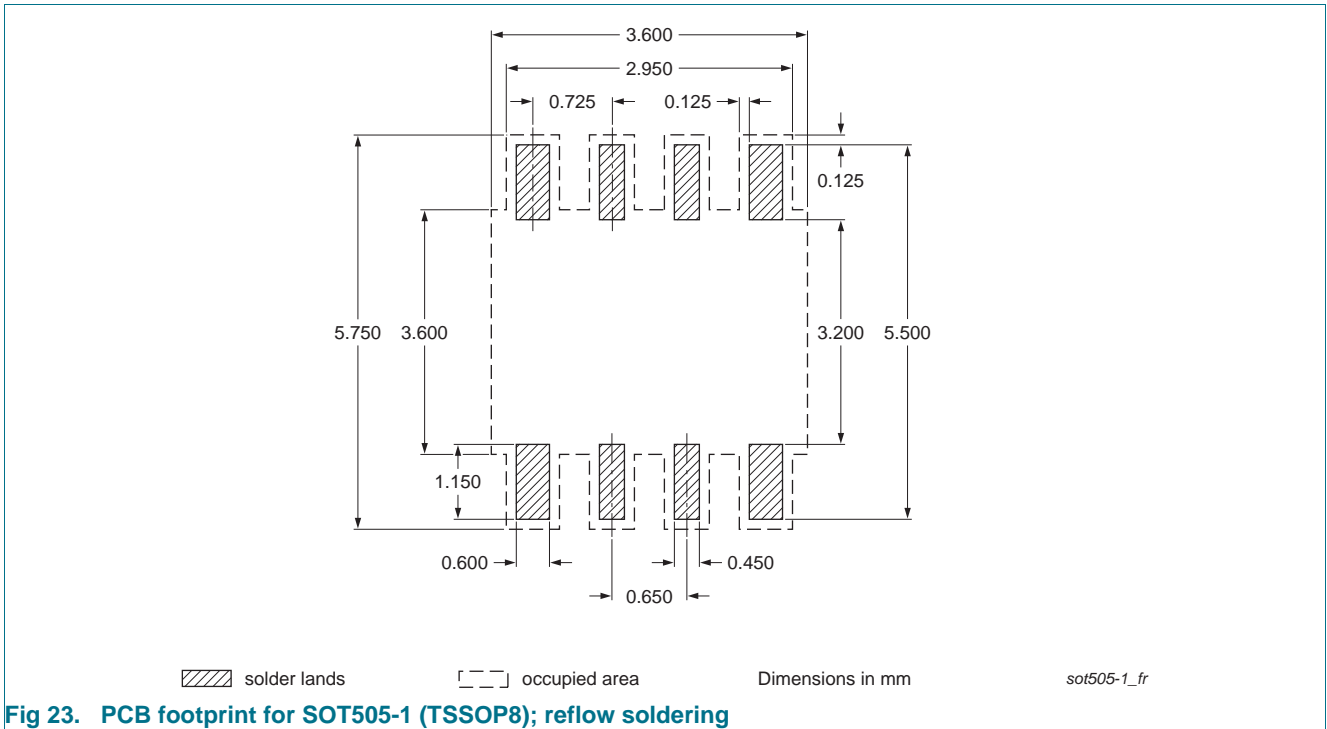 3.600
2.950
0.725
0.125
0.125
5.750
3.600
3.200
5.500
1.150
0.600
0.450
0.650
solder lands
occupied area
Dimensions in mm
sot505-1_fr
Fig 23. PCB footprint for SOT505-1 (TSSOP8); reflow soldering